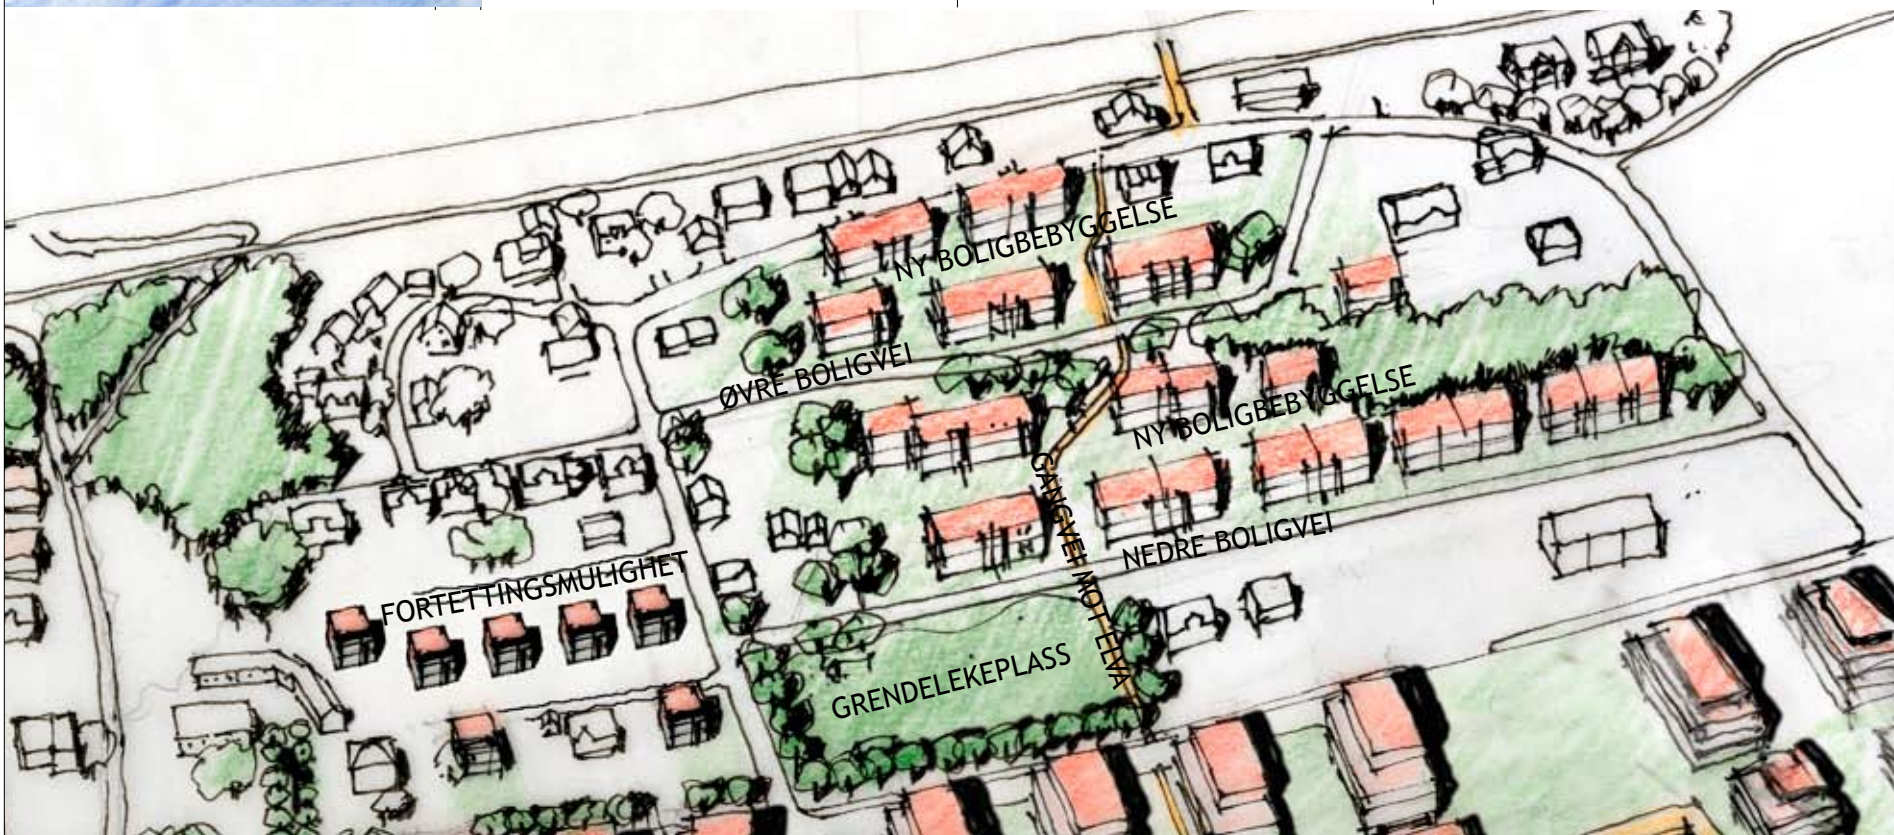 NY BOLIGBEBYGGELSE
ØVRE BOLIGVEI
NY BOLIGBEBYGGELSE
GANGVEI MOT ELVA
NEDRE BOLIGVEI
FORTETTINGSMULIGHET
GRENDELEKEPLASS